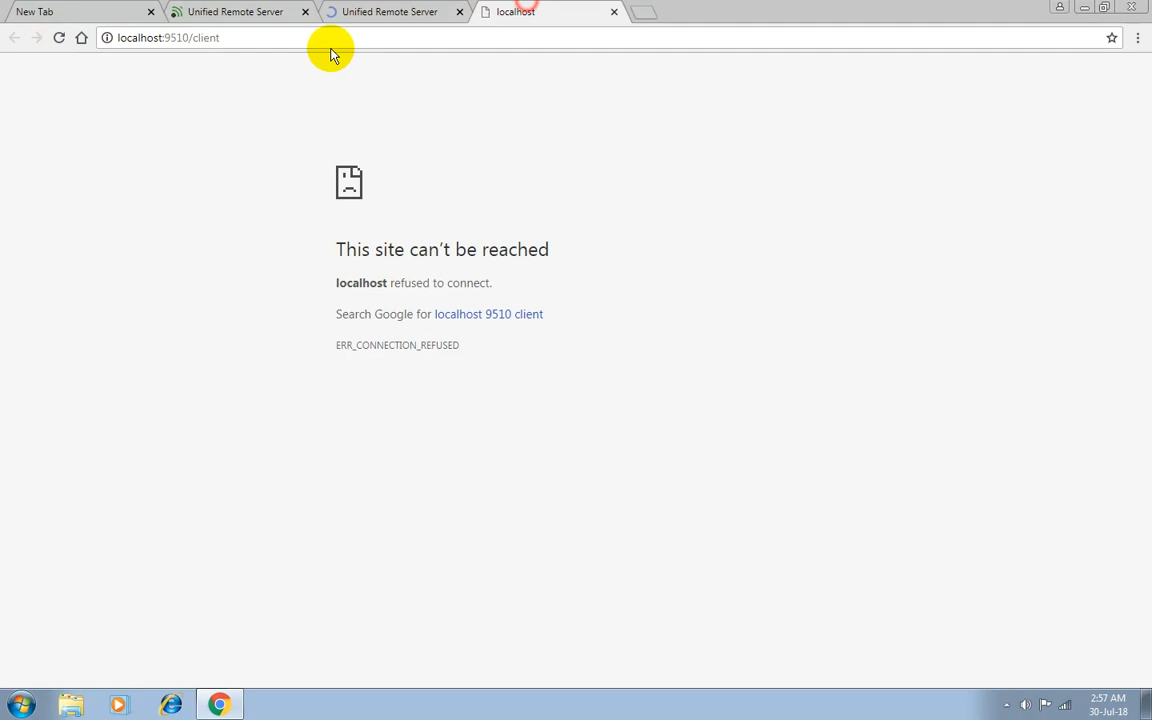 New Tab
Unified Remote Server
Unified Remote Server
localhost
localhost:9510/client
This site can't be reached
localhost refused to connect.
Search Google for localhost 9510 client
ERR_CONNECTION_REFUSED
2:57 AM
30-Jul-18